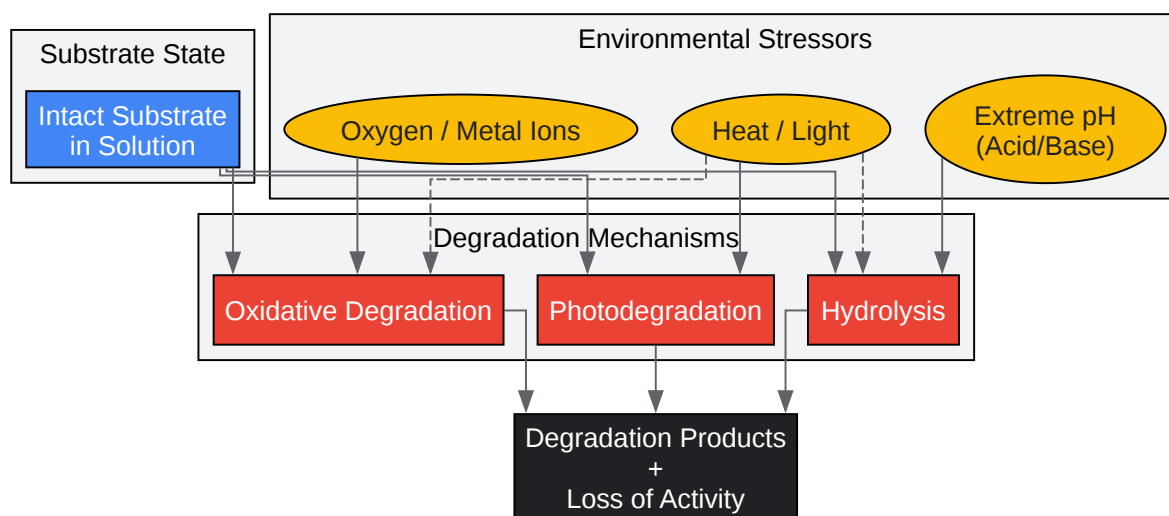 Substrate State
Intact Substrate
in Solution
Environmental Stressors
Oxygen / Metal Ions
Heat / Light
Extreme pH
(Acid/Base)
Degradation Mechanisms
Oxidative Degradation
Photodegradation
Hydrolysis
Degradation Products
+
Loss of Activity